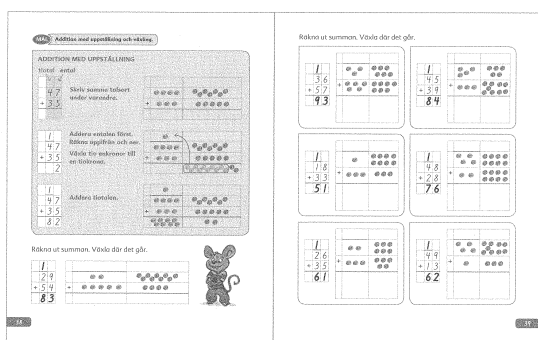 MÅL Addition med uppställning och växling.
ADDITION MED UPPSTÄLLNING
tiotal ental
4 7
+ 3 5
Skriv samma talsort
under varandra.
1
4 7
+ 3 5
2
Addera entalen först.
Räkna uppifrån och ner.
Växla tio enkronor till
en tiokrona.
1
4 7
+ 3 5
8 2
Addera tiotalen.
Räkna ut summan. Växla där det går.
1
2 9
+ 5 4
8 3
38
Räkna ut summan. Växla där det går.
1
3 6
+ 5 7
9 3
1
4 5
+ 3 9
8 4
1
1 8
+ 3 3
5 1
1
4 8
+ 2 8
7 6
1
2 6
+ 3 5
6 1
1
4 9
+ 1 3
6 2
39